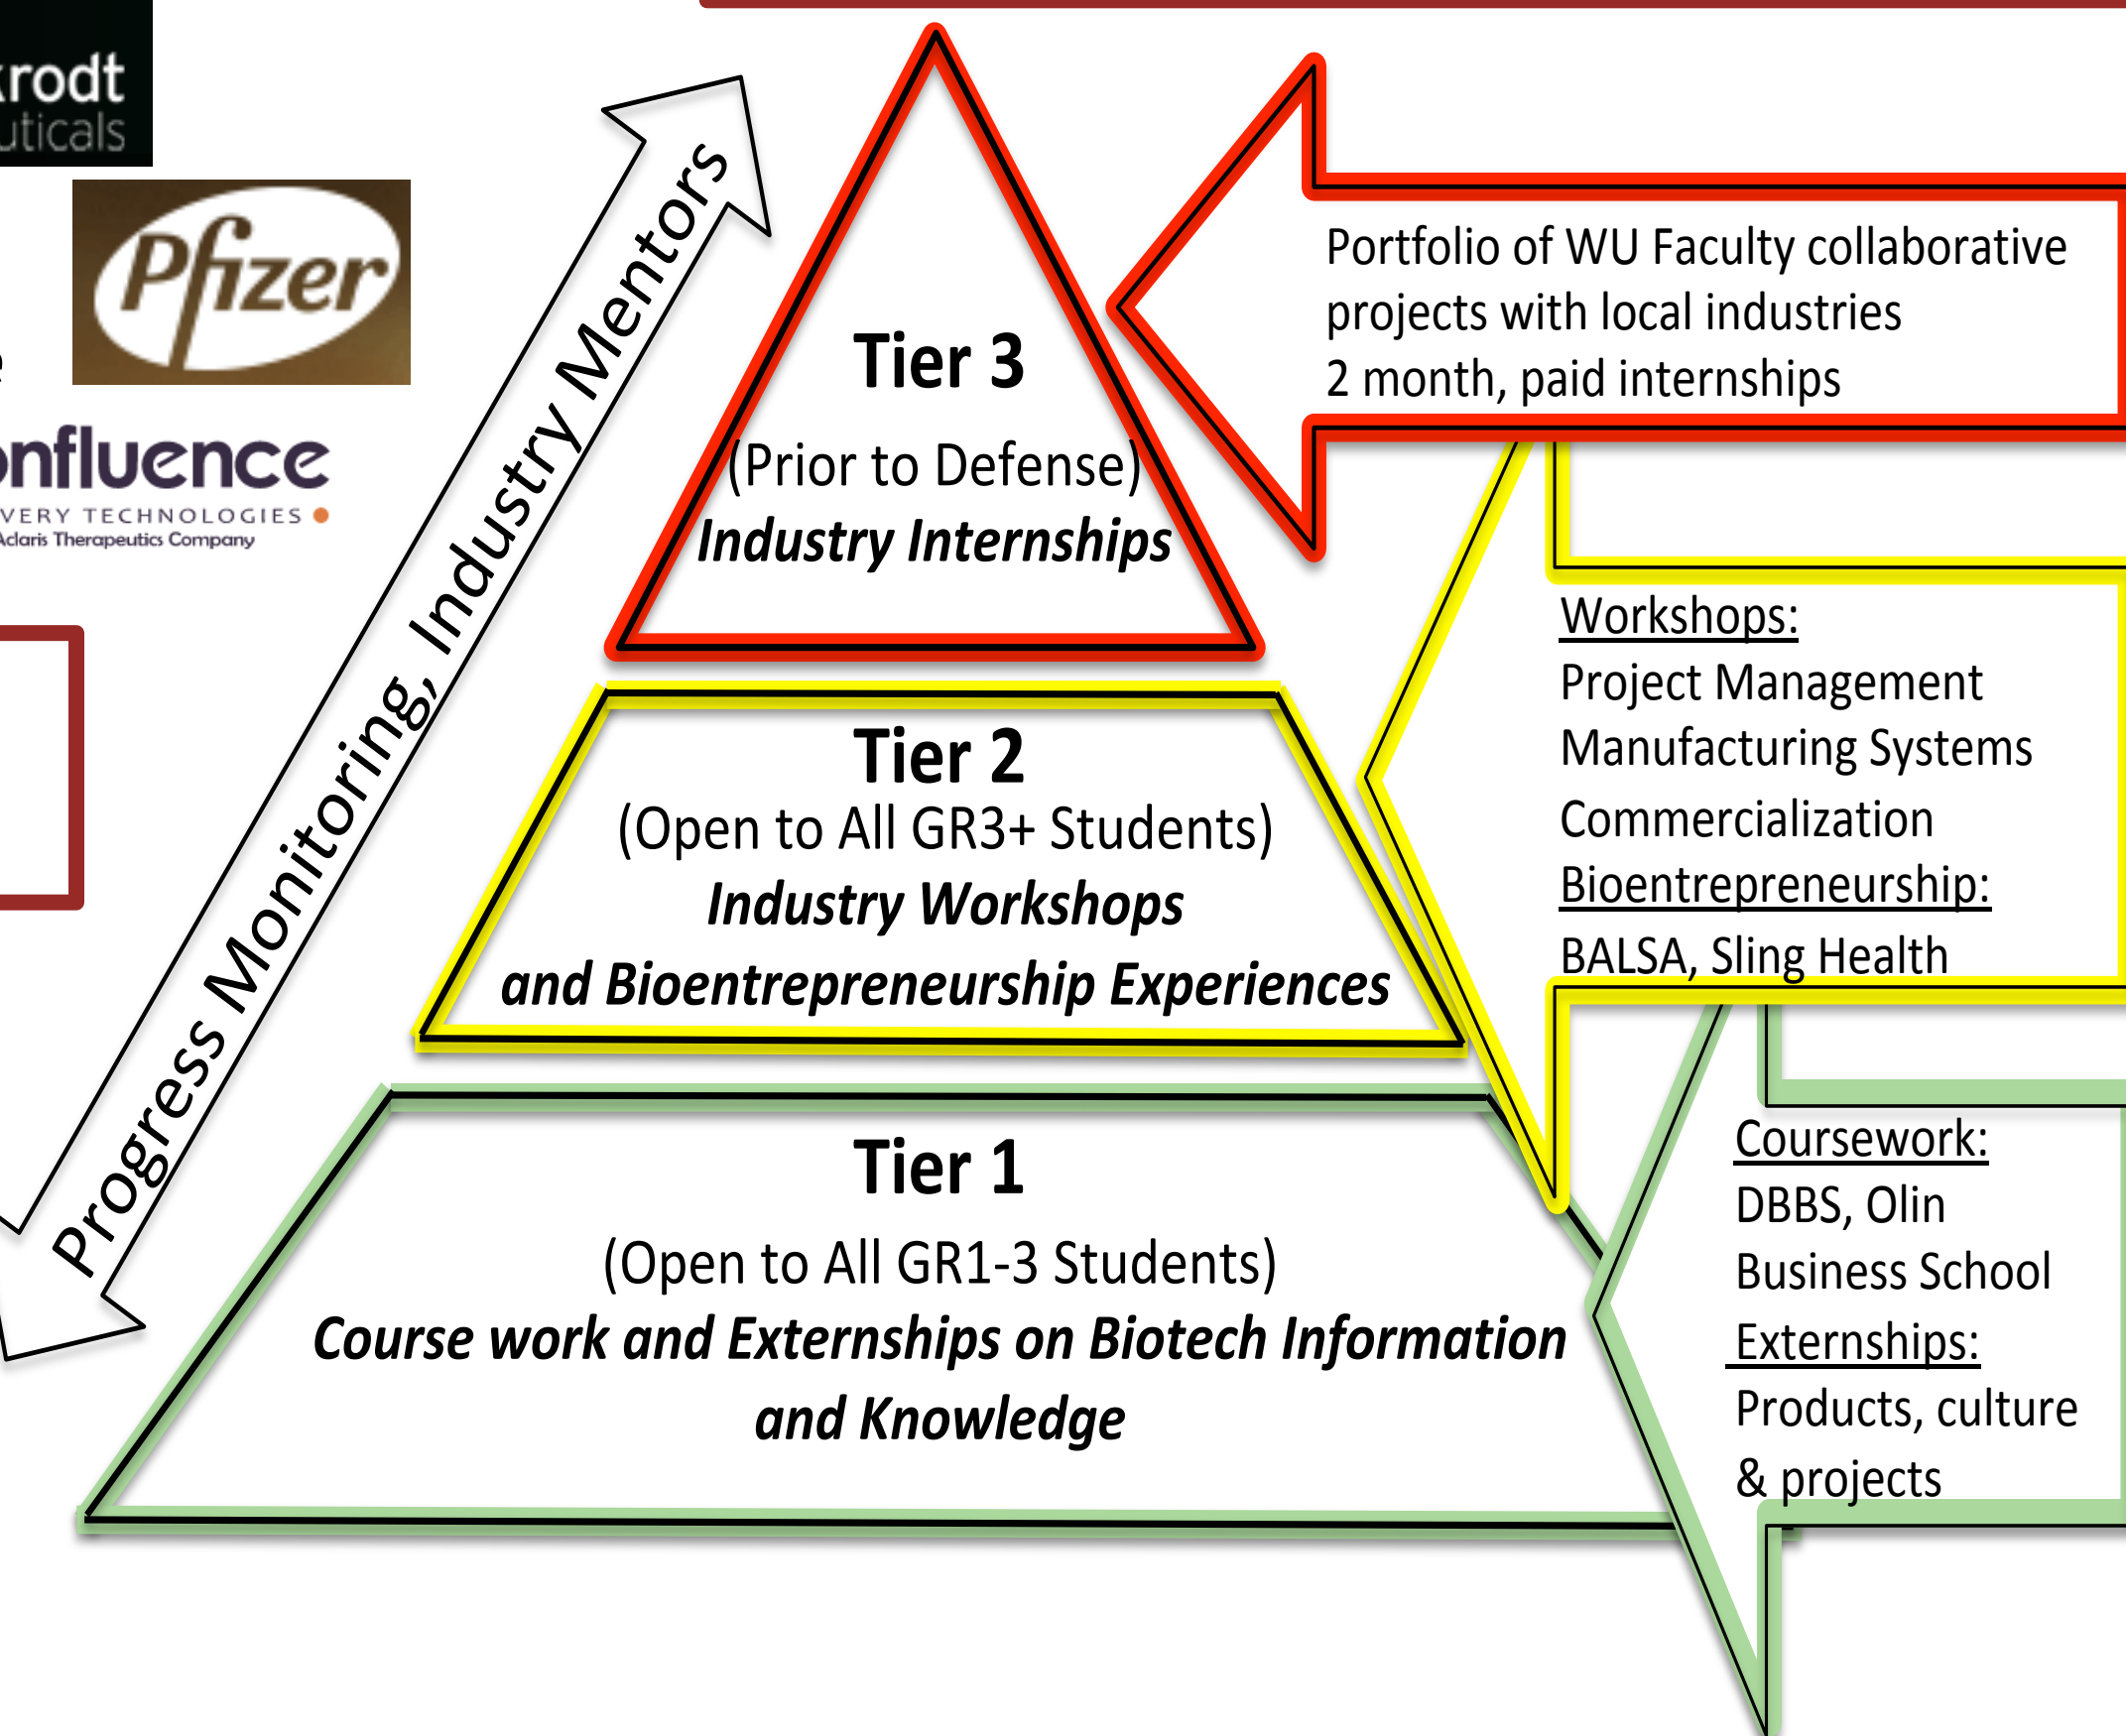 Pfizer
VERY TECHNOLOGIES
Aclaris Therapeutics Company
Progress Monitoring, Industry Mentors
Tier 3
(Prior to Defense)
Industry Internships
Portfolio of WU Faculty collaborative
projects with local industries
2 month, paid internships
Tier 2
(Open to All GR3+ Students)
Industry Workshops
and Bioentrepreneurship Experiences
Workshops:
Project Management
Manufacturing Systems
Commercialization
Bioentrepreneurship:
BALSA, Sling Health
Tier 1
(Open to All GR1-3 Students)
Course work and Externships on Biotech Information
and Knowledge
Coursework:
DBBS, Olin
Business School
Externships:
Products, culture
& projects